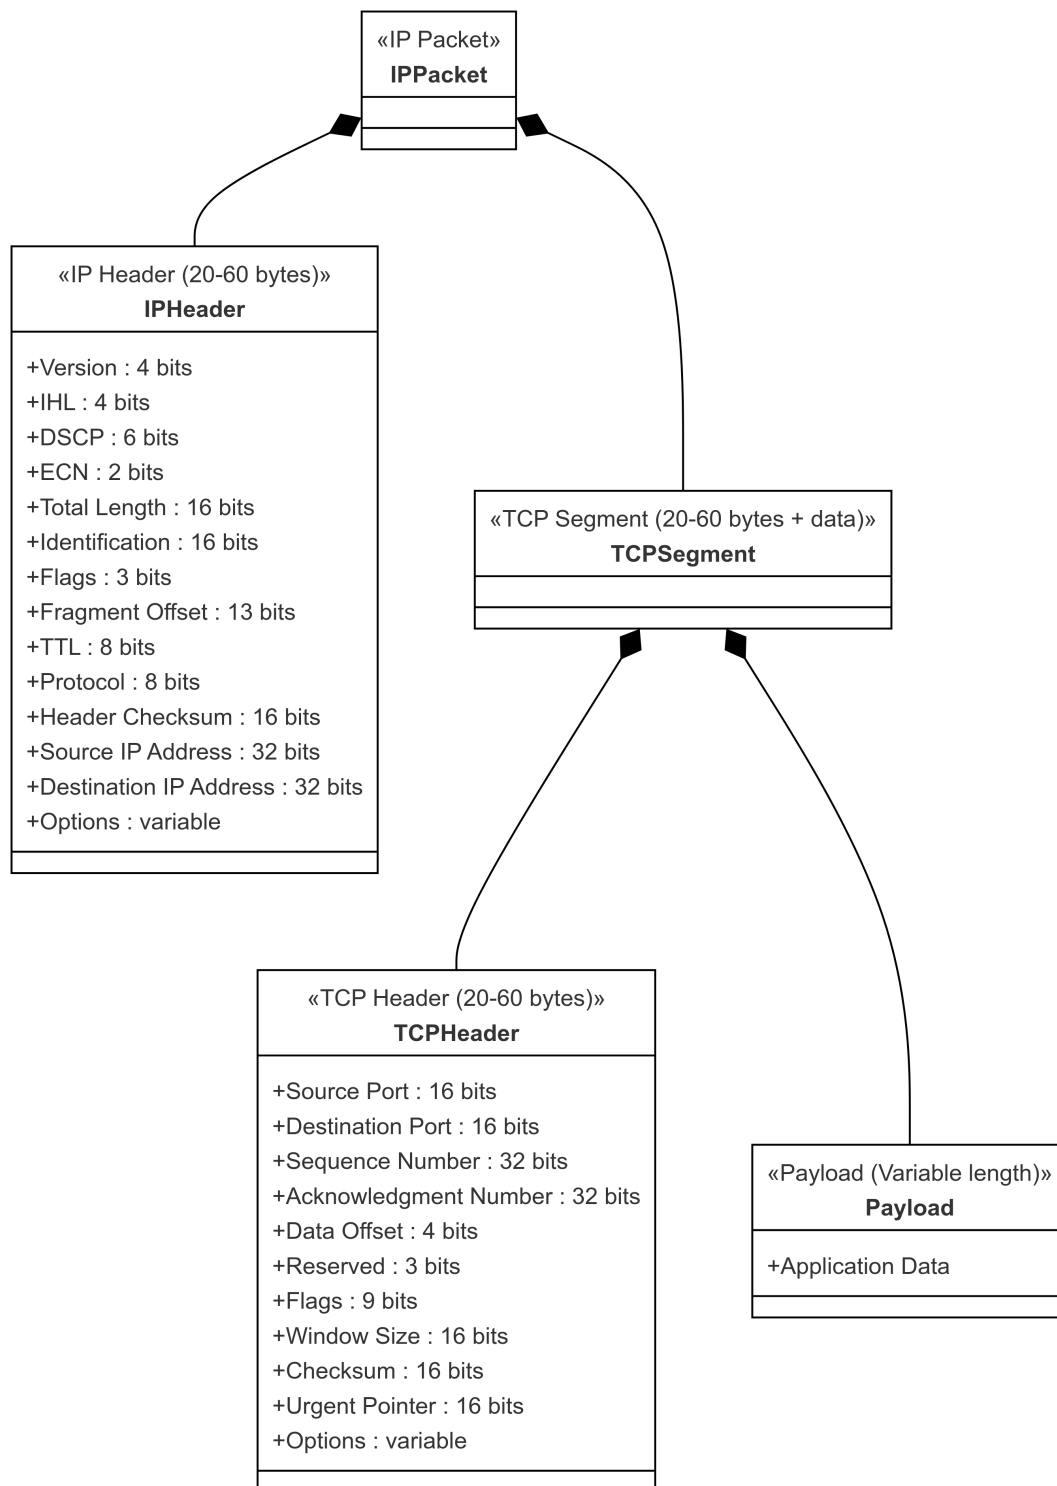 «IP Packet»
IPPacket
«IP Header (20-60 bytes)»
IPHeader
+Version : 4 bits
+IHL : 4 bits
+DSCP : 6 bits
+ECN : 2 bits
+Total Length : 16 bits
+Identification : 16 bits
+Flags : 3 bits
+Fragment Offset : 13 bits
+TTL : 8 bits
+Protocol : 8 bits
+Header Checksum : 16 bits
+Source IP Address : 32 bits
+Destination IP Address : 32 bits
+Options : variable
«TCP Segment (20-60 bytes + data)»
TCPSegment
«TCP Header (20-60 bytes)»
TCPHeader
+Source Port : 16 bits
+Destination Port : 16 bits
+Sequence Number : 32 bits
+Acknowledgment Number : 32 bits
+Data Offset : 4 bits
+Reserved : 3 bits
+Flags : 9 bits
+Window Size : 16 bits
+Checksum : 16 bits
+Urgent Pointer : 16 bits
+Options : variable
«Payload (Variable length)»
Payload
+Application Data